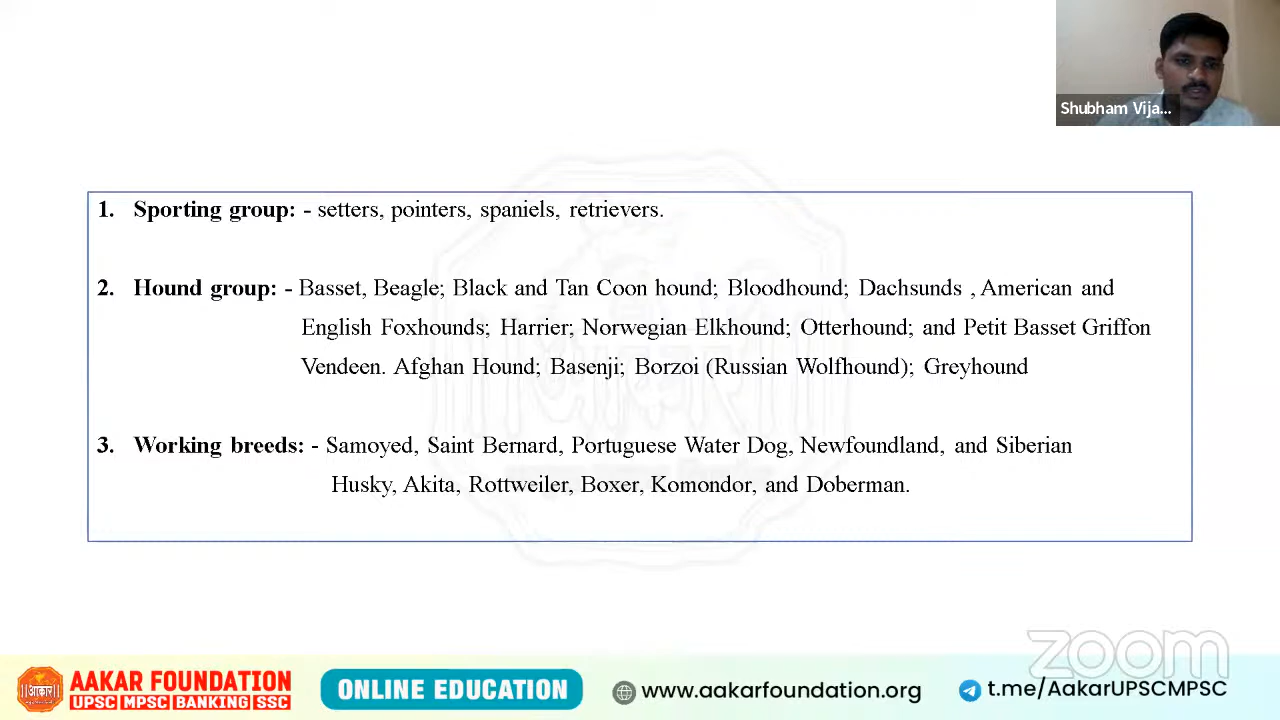 Shubham Vija...
1. Sporting group: - setters, pointers, spaniels, retrievers.
2. Hound group: - Basset, Beagle; Black and Tan Coon hound; Bloodhound; Dachsunds , American and
English Foxhounds; Harrier; Norwegian Elkhound; Otterhound; and Petit Basset Griffon
Vendeen. Afghan Hound; Basenji; Borzoi (Russian Wolfhound); Greyhound
3. Working breeds: - Samoyed, Saint Bernard, Portuguese Water Dog, Newfoundland, and Siberian
Husky, Akita, Rottweiler, Boxer, Komondor, and Doberman.
zoom
आकार
AAKAR FOUNDATION
UPSC MPSC BANKING SSC
ONLINE EDUCATION
www.aakarfoundation.org
t.me/AakarUPSCMPSC